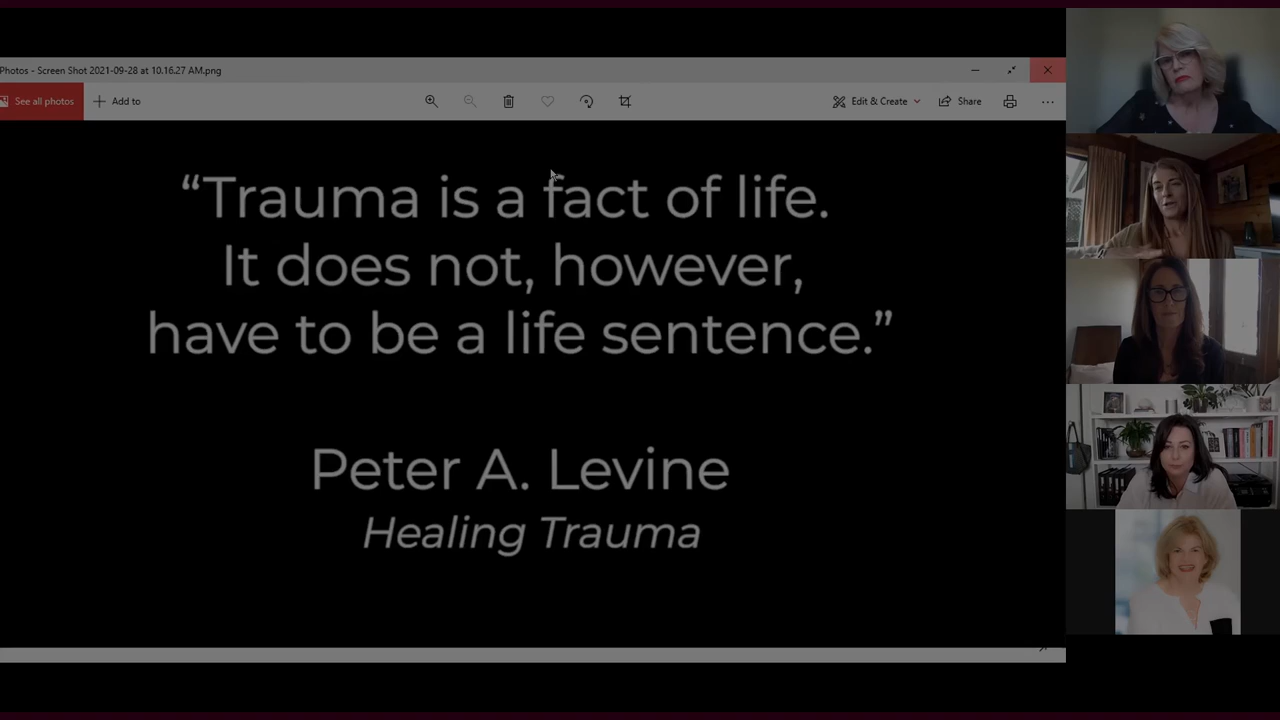 Photos - Screen Shot 2021-09-28 at 10.16.27 AM.png
See all photos
Add to
Edit & Create
Share
“Trauma is a fact of life.
It does not, however,
have to be a life sentence.”
Peter A. Levine
Healing Trauma